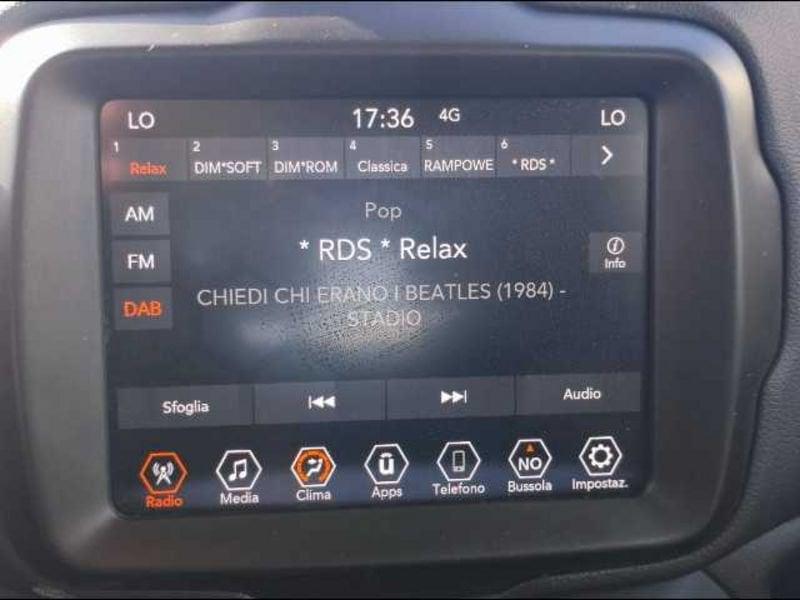 LO 17:36 4G LO
1 2 3 4 5 6
Relax DIM*SOFT DIM*ROM Classica RAMPOWE * RDS *
AM Pop
* RDS * Relax
FM Info
CHIEDI CHI ERANO I BEATLES (1984) -
DAB STADIO
Sfoglia Audio
NO
Radio Media Clima Apps Telefono Bussola Impostaz.